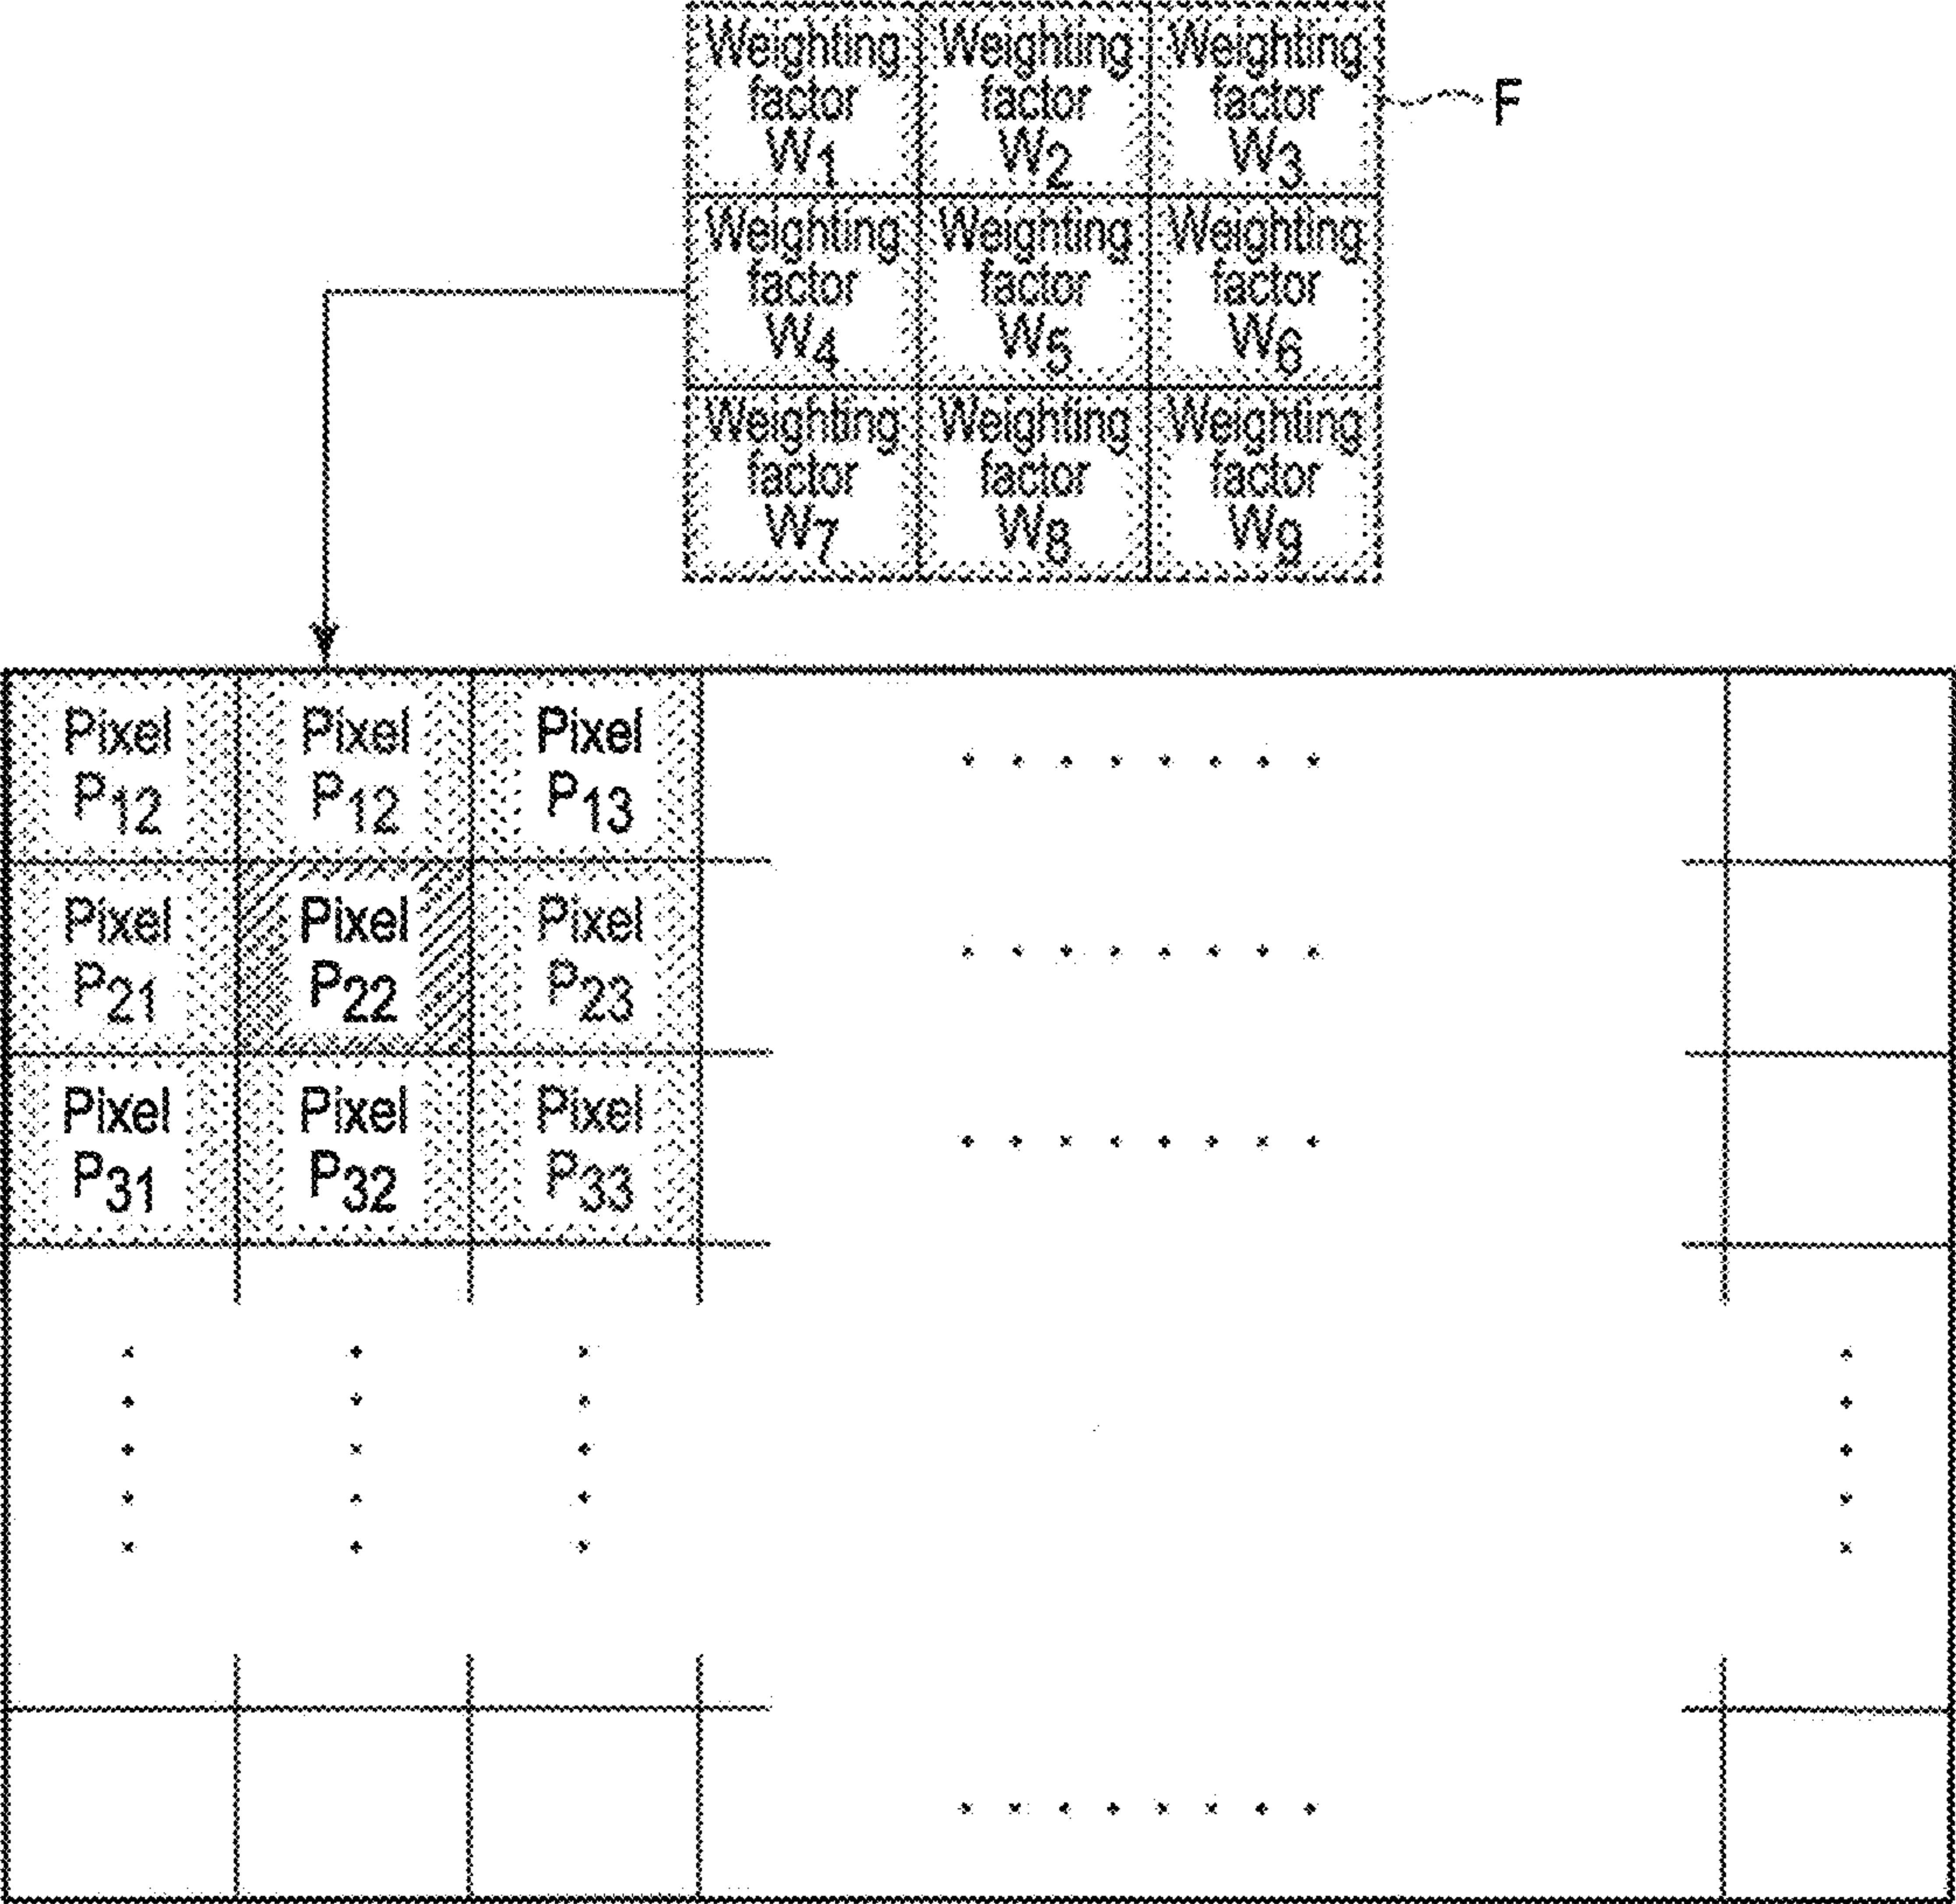 Weighting Weighting Weighting
factor factor factor F
W1 W2 W3
Weighting Weighting Weighting
factor factor factor
W4 W5 W6
Weighting Weighting Weighting
factor factor factor
W7 W8 W9
Pixel Pixel Pixel
P12 P12 P13
Pixel Pixel Pixel
P21 P22 P23
Pixel Pixel Pixel
P31 P32 P33